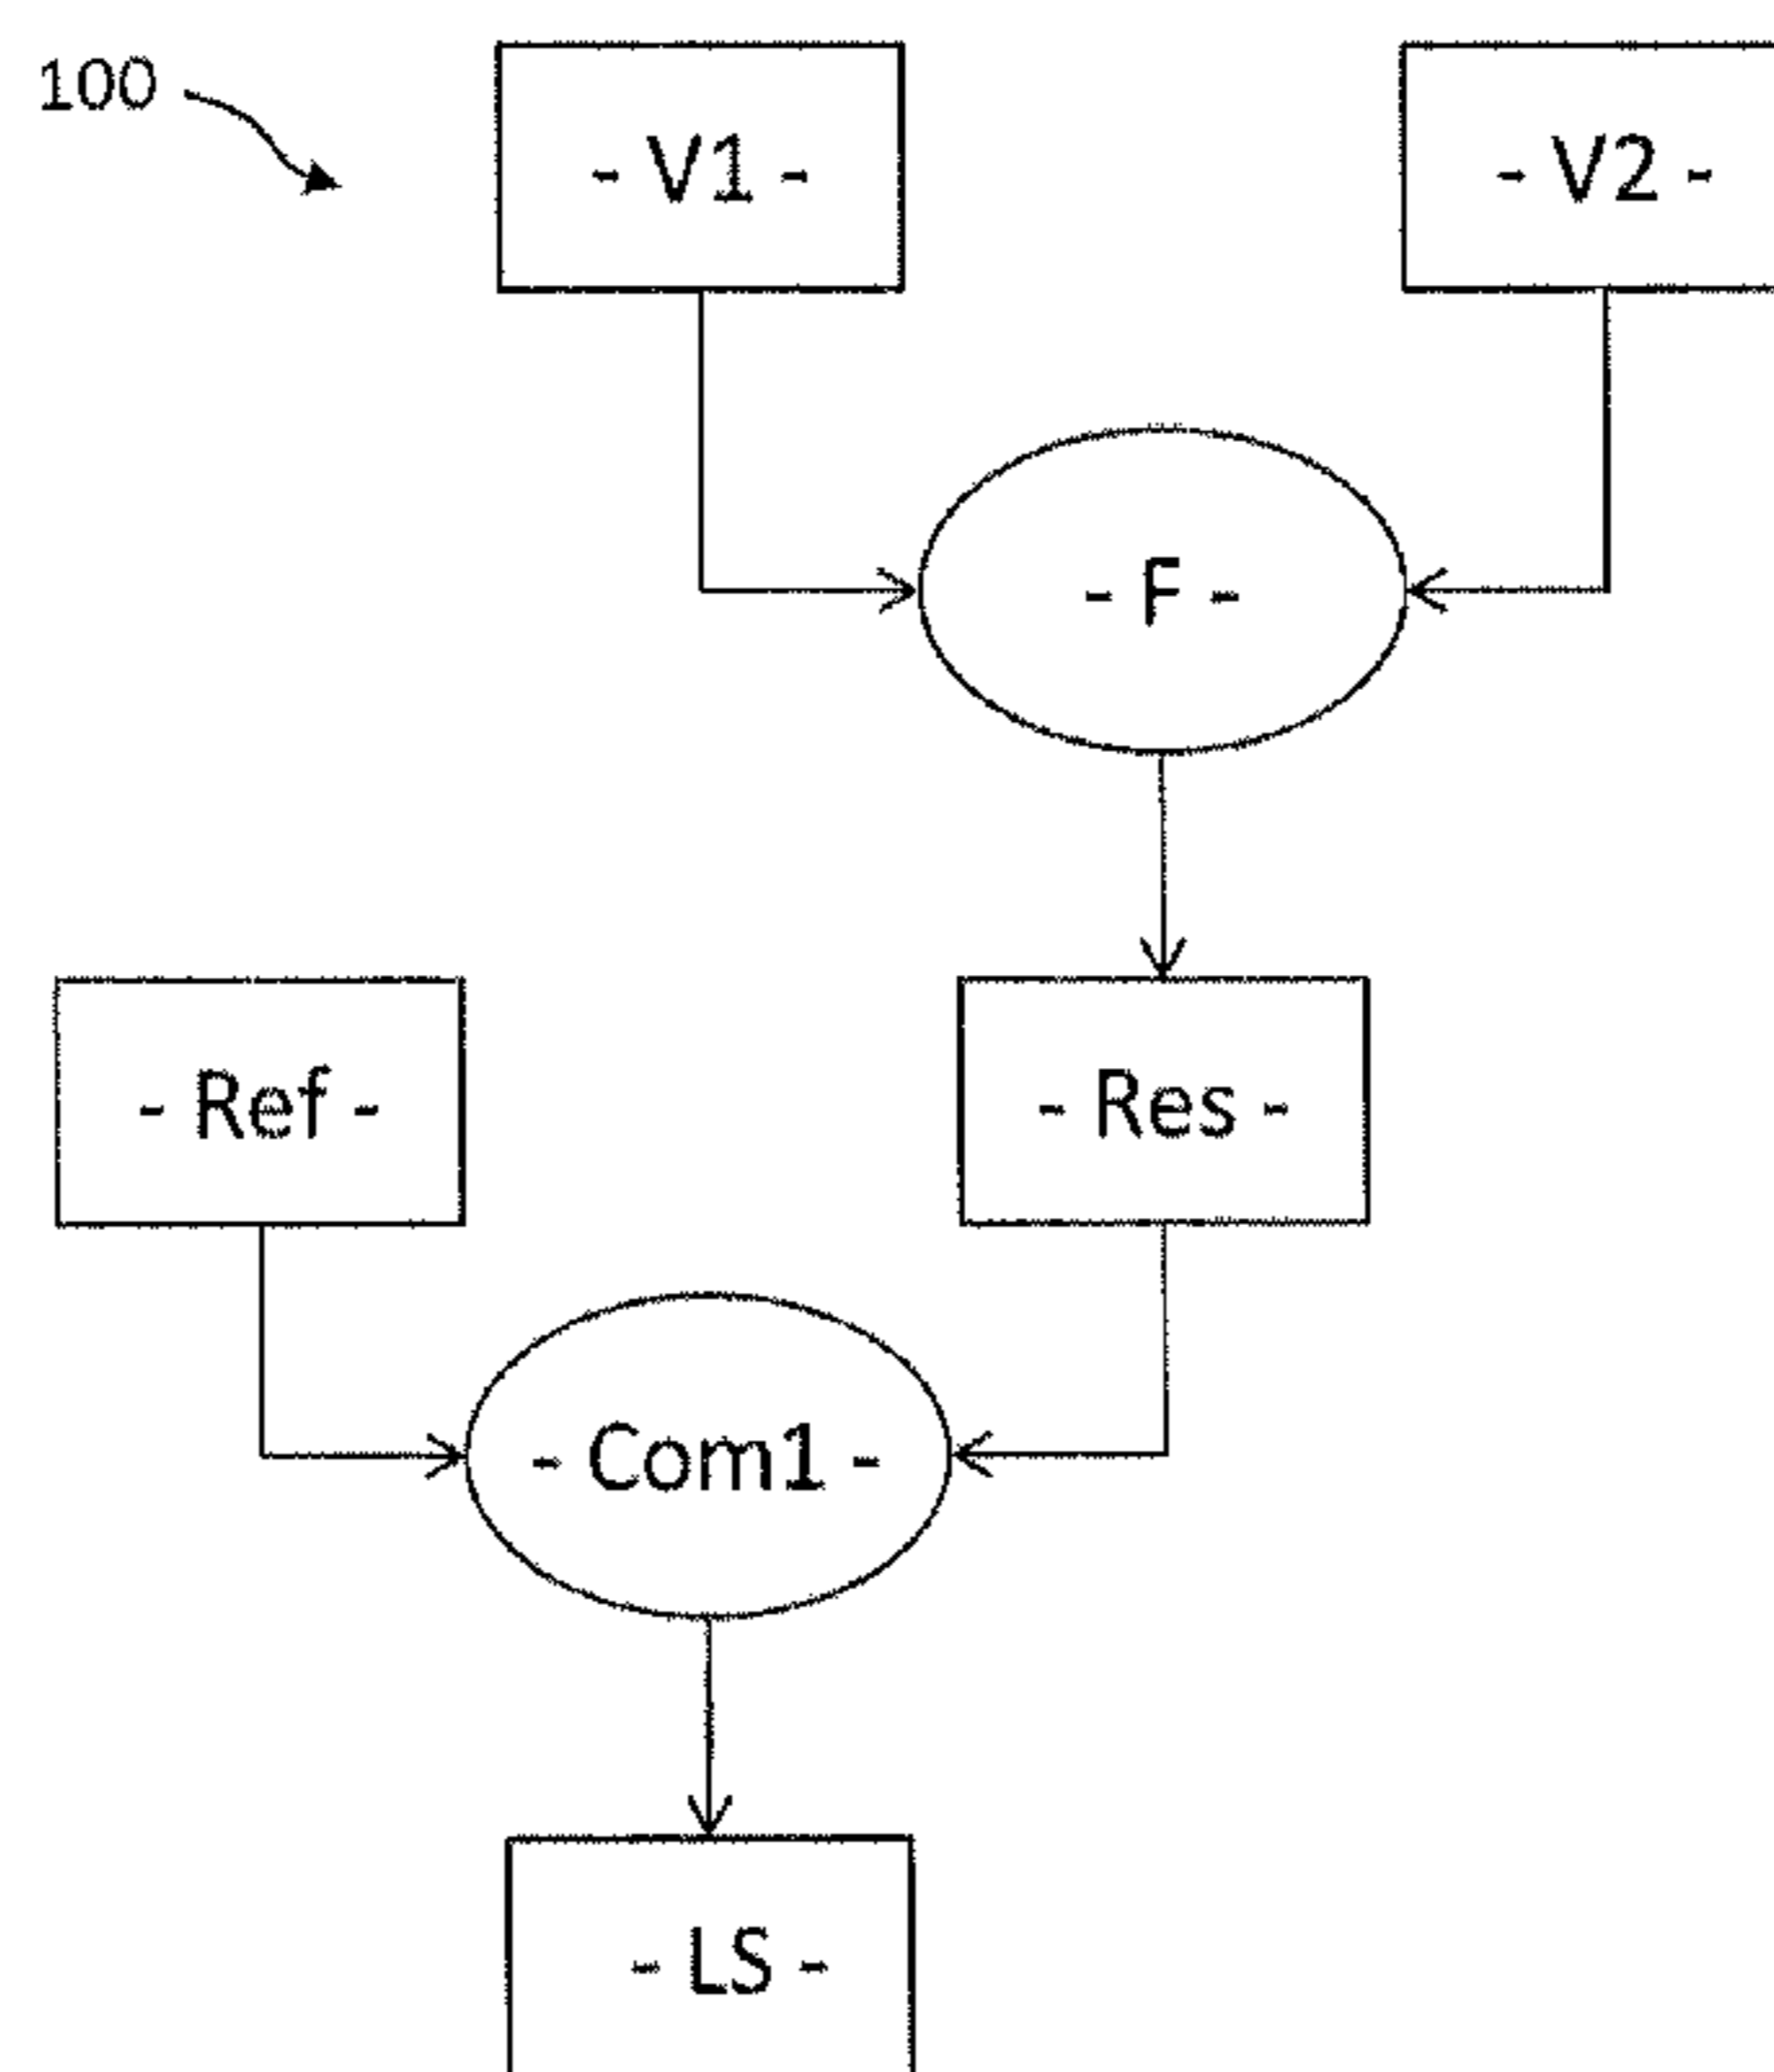 100
- V1 -
- V2 -
- F -
- Ref -
- Res -
- Com1 -
- LS -